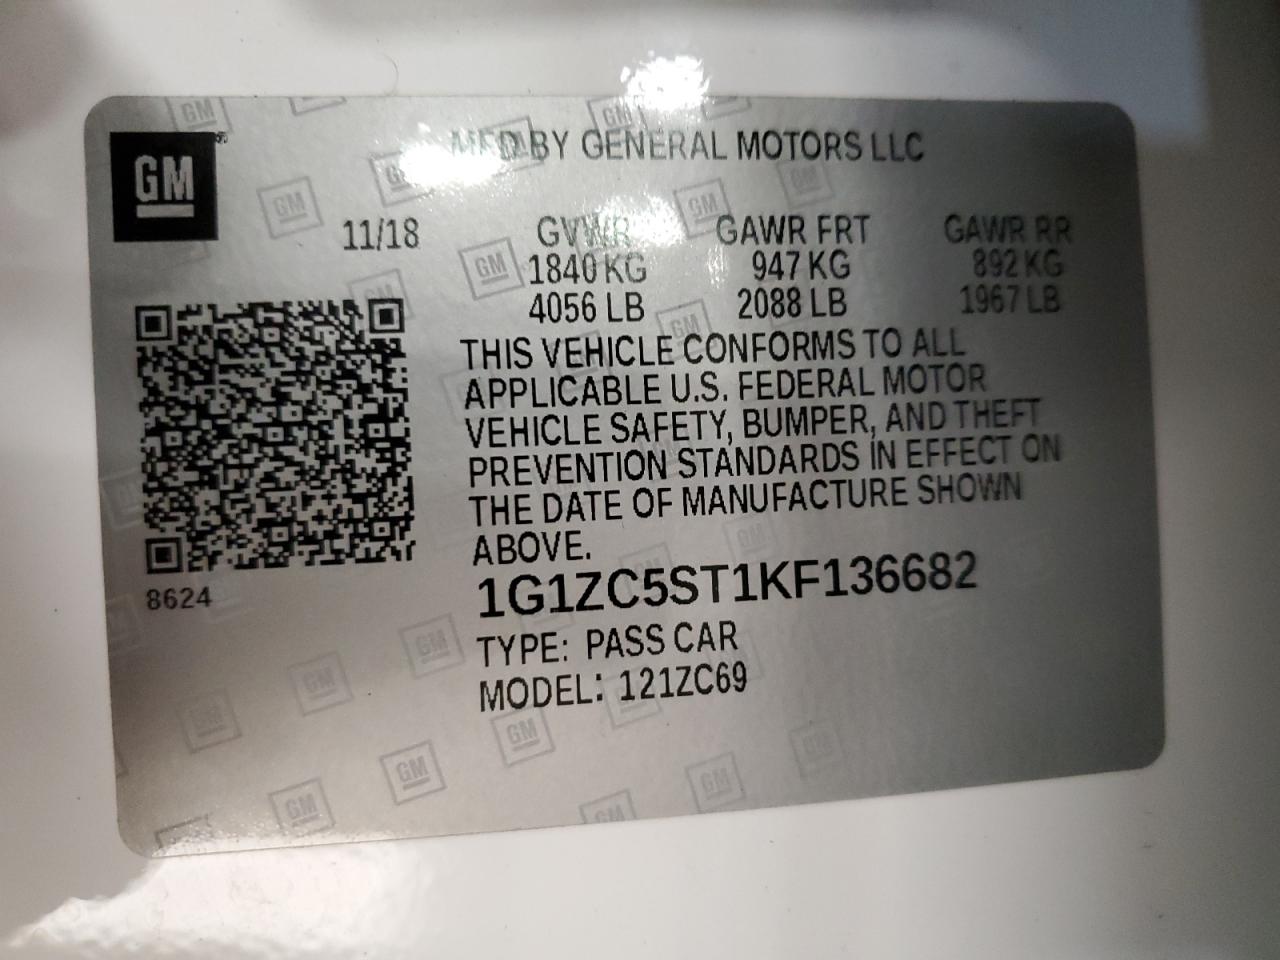 GM
MFD BY GENERAL MOTORS LLC
11/18 GVWR GAWR FRT GAWR RR
1840 KG 947 KG 892 KG
4056 LB 2088 LB 1967 LB
THIS VEHICLE CONFORMS TO ALL
APPLICABLE U.S. FEDERAL MOTOR
VEHICLE SAFETY, BUMPER, AND THEFT
PREVENTION STANDARDS IN EFFECT ON
THE DATE OF MANUFACTURE SHOWN
ABOVE.
8624
1G1ZC5ST1KF136682
TYPE: PASS CAR
MODEL: 121ZC69